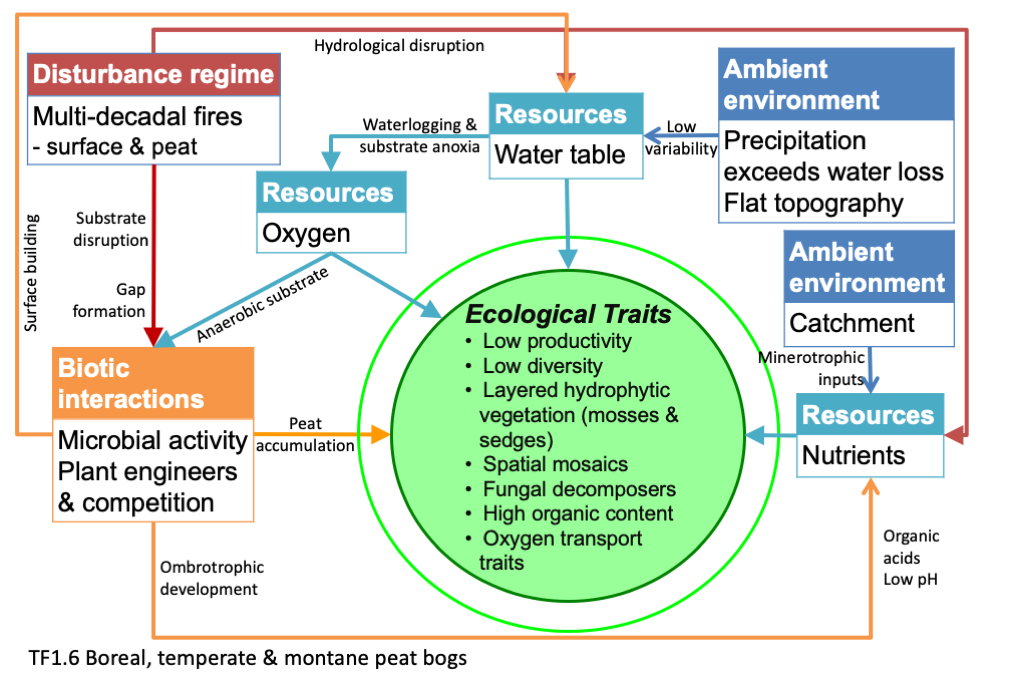 Hydrological disruption
Disturbance regime
Multi-decadal fires
- surface & peat
Ambient
environment
Precipitation
exceeds water loss
Flat topography
Resources
Water table
Low
variability
Waterlogging &
substrate anoxia
Resources
Oxygen
Surface building
Substrate
disruption
Gap
formation
Anaerobic substrate
Ambient
environment
Catchment
Minerotrophic
inputs
Resources
Nutrients
Biotic
interactions
Microbial activity
Plant engineers
& competition
Peat
accumulation
Ecological Traits
• Low productivity
• Low diversity
• Layered hydrophytic
vegetation (mosses &
sedges)
• Spatial mosaics
• Fungal decomposers
• High organic content
• Oxygen transport
traits
Ombrotrophic
development
Organic
acids
Low pH
TF1.6 Boreal, temperate & montane peat bogs